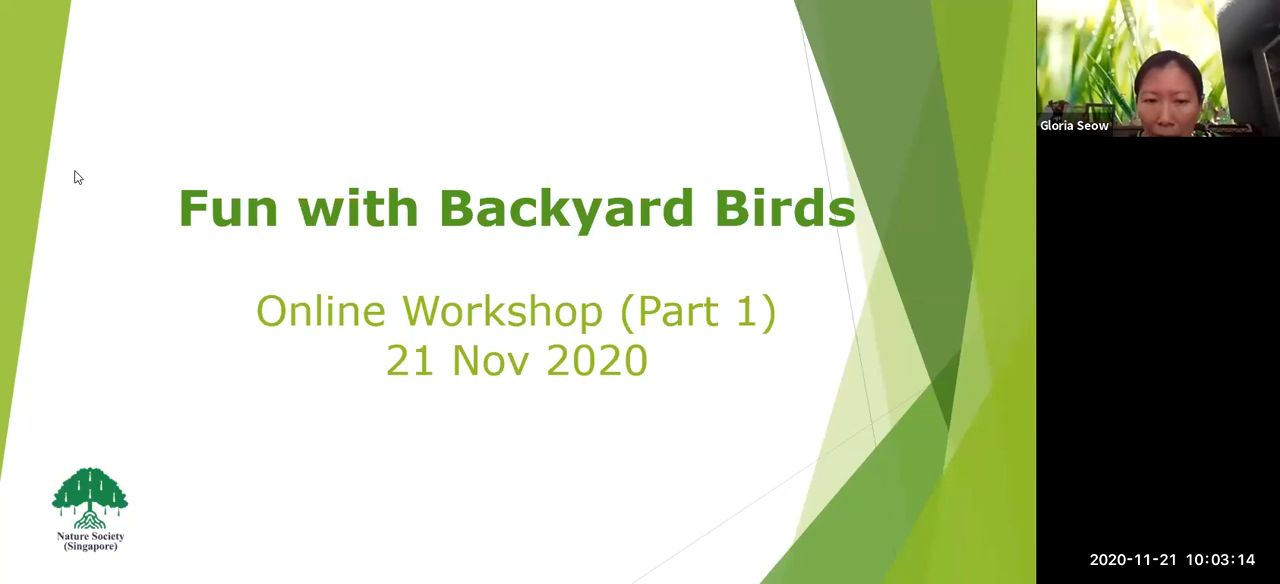 Fun with Backyard Birds
Online Workshop (Part 1)
21 Nov 2020
Nature Society
(Singapore)
Gloria Seow
2020-11-21 10:03:14